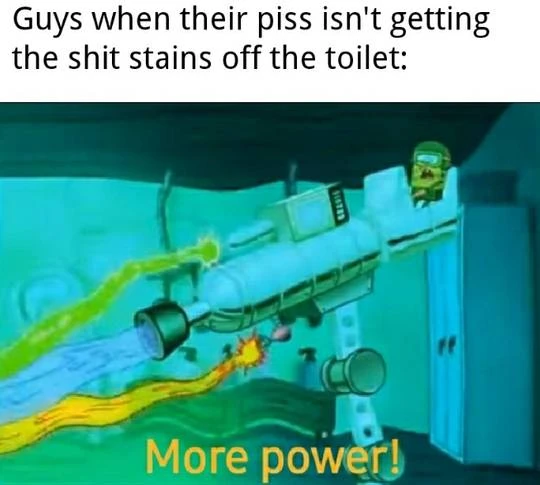 Guys when their piss isn't getting
the shit stains off the toilet:
More power!